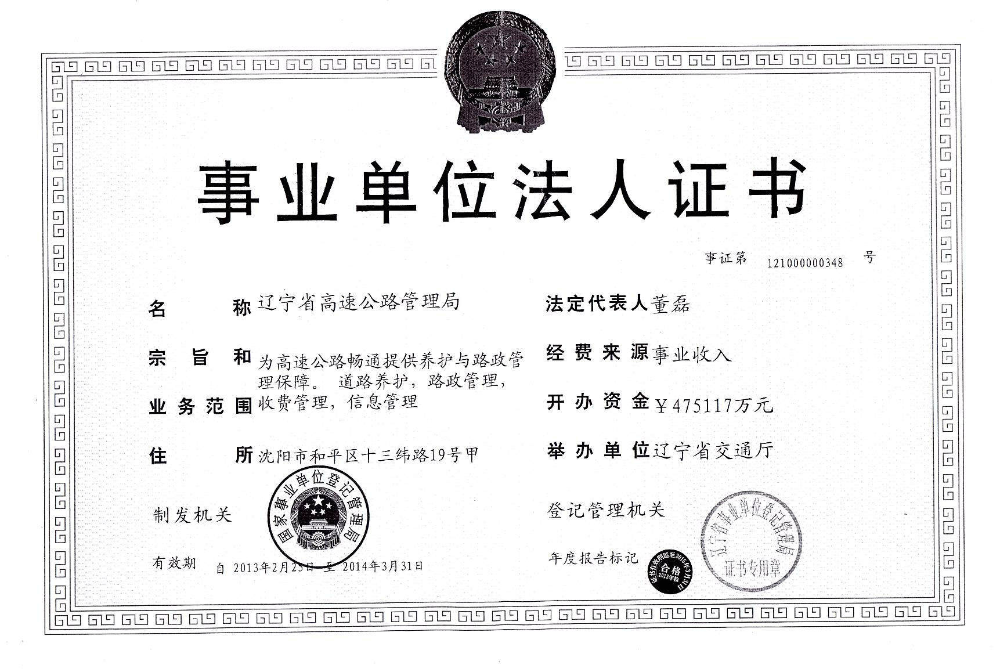 事业单位法人证书
事证第 121000000348 号
名称 辽宁省高速公路管理局
宗旨和 为高速公路畅通提供养护与路政管
理保障。 道路养护，路政管理，
业务范围 收费管理，信息管理
住所 沈阳市和平区十三纬路19号甲
法定代表人 董磊
经费来源 事业收入
开办资金 ￥475117万元
举办单位 辽宁省交通厅
制发机关
国家事业单位登记管理局
有效期 自 2013年2月25日 至 2014年3月31日
登记管理机关
辽宁省事业单位登记管理局
证书专用章
年度报告标记
证书有效期延至2015年3月31日
合格
2013年检